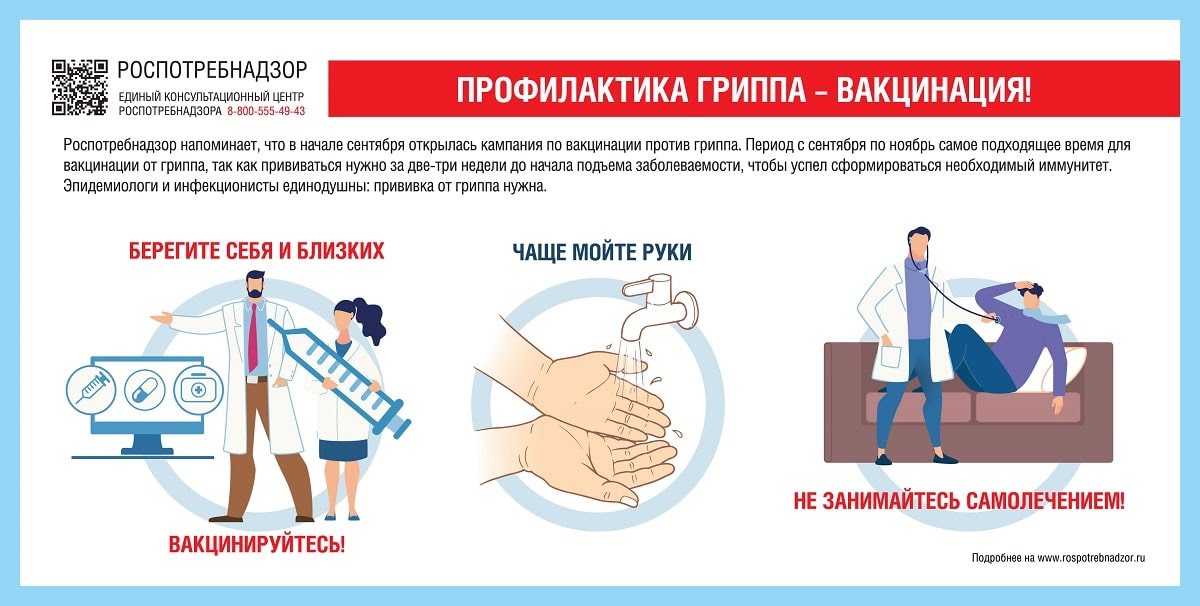 РОСПОТРЕБНАДЗОР
ЕДИНЫЙ КОНСУЛЬТАЦИОННЫЙ ЦЕНТР
РОСПОТРЕБНАДЗОРА 8-800-555-49-43
ПРОФИЛАКТИКА ГРИППА – ВАКЦИНАЦИЯ!
Роспотребнадзор напоминает, что в начале сентября открылась кампания по вакцинации против гриппа. Период с сентября по ноябрь самое подходящее время для
вакцинации от гриппа, так как прививаться нужно за две-три недели до начала подъема заболеваемости, чтобы успел сформироваться необходимый иммунитет.
Эпидемиологи и инфекционисты единодушны: прививка от гриппа нужна.
БЕРЕГИТЕ СЕБЯ И БЛИЗКИХ
ВАКЦИНИРУЙТЕСЬ!
ЧАЩЕ МОЙТЕ РУКИ
НЕ ЗАНИМАЙТЕСЬ САМОЛЕЧЕНИЕМ!
Подробнее на www.rospotrebnadzor.ru